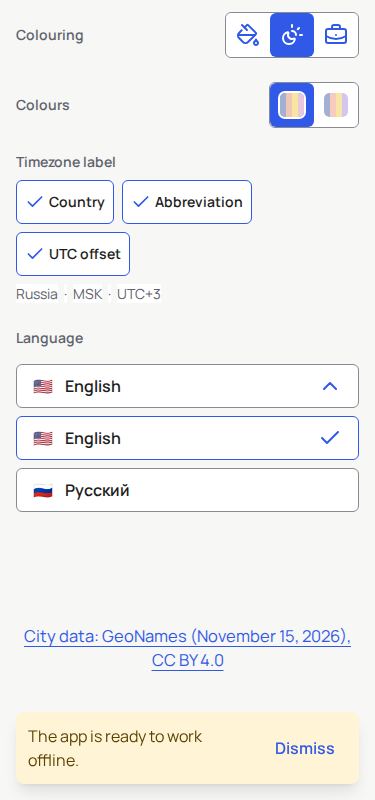 Colouring
Colours
Timezone label
Country
Abbreviation
UTC offset
Russia · MSK · UTC+3
Language
English
English
Русский
City data: GeoNames (November 15, 2026),
CC BY 4.0
The app is ready to work
offline.
Dismiss